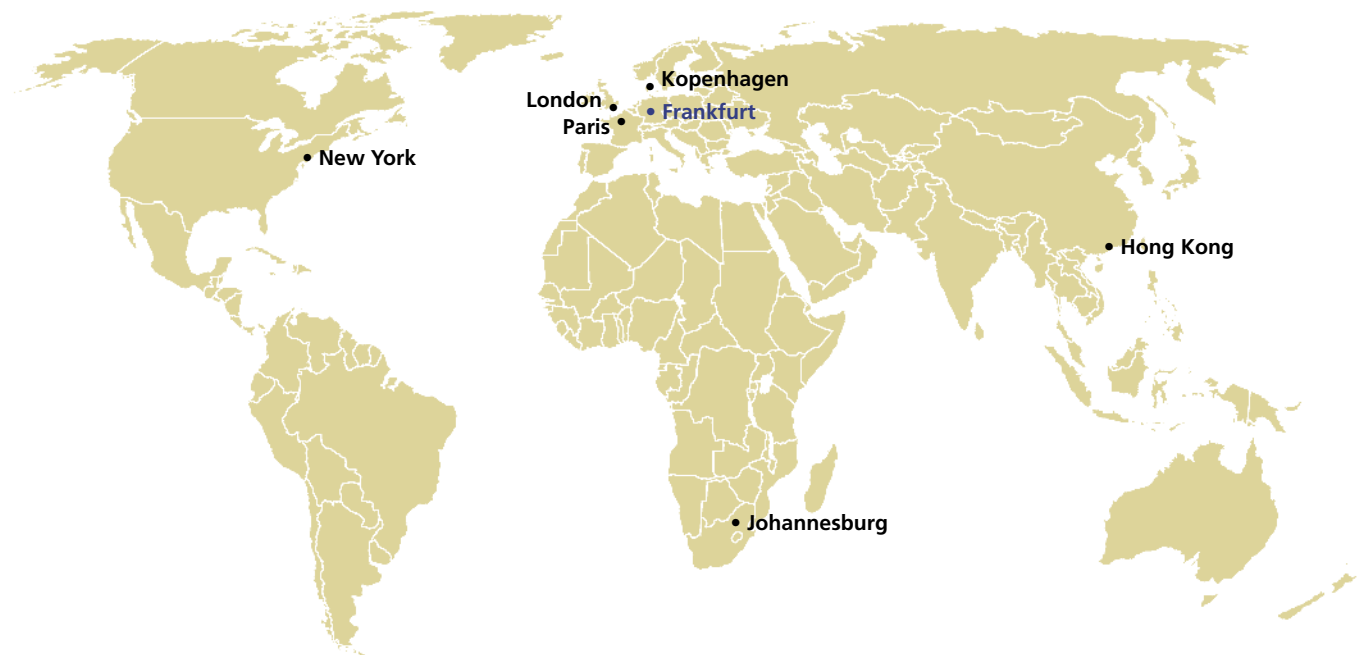 Kopenhagen
London
Frankfurt
Paris
New York
Hong Kong
Johannesburg